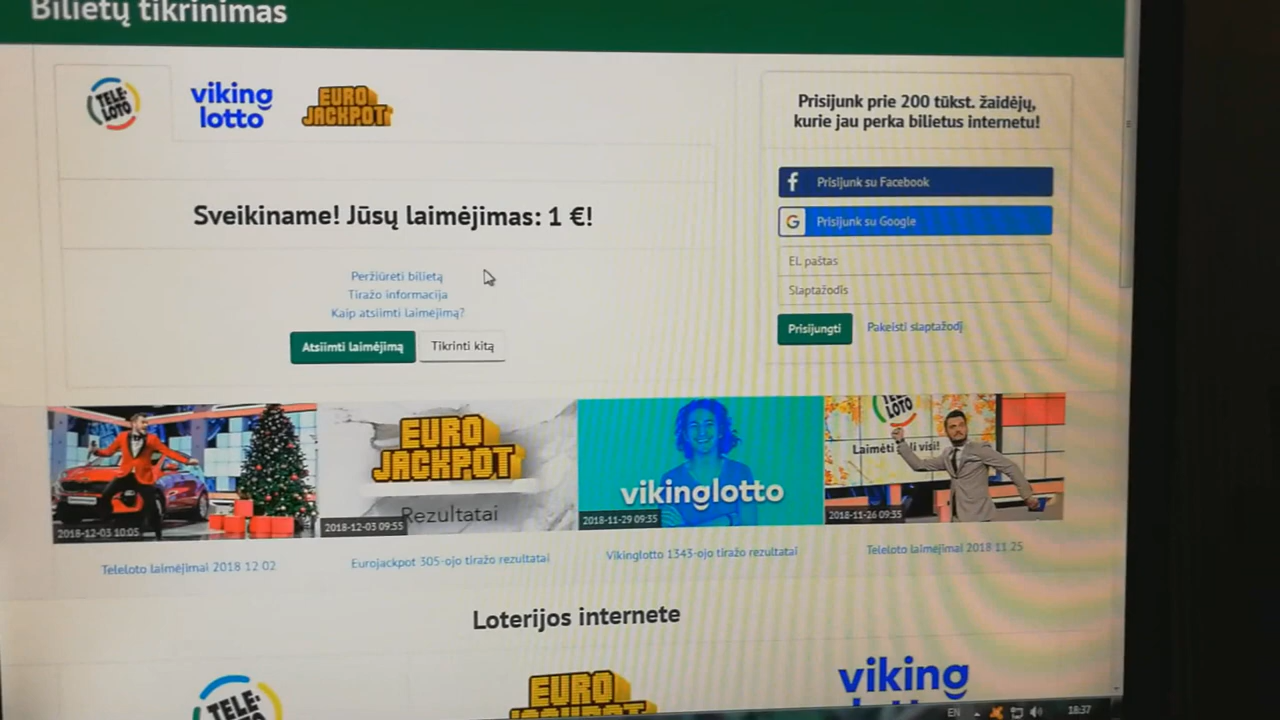 Bilietų tikrinimas
TELE-
LOTO
viking
lotto
EURO
JACKPOT
Prisijunk prie 200 tūkst. žaidėjų,
kurie jau perka bilietus internetu!
Prisijunk su Facebook
G Prisijunk su Google
El. paštas
Slaptažodis
Prisijungti
Pakeisti slaptažodį
Sveikiname! Jūsų laimėjimas: 1 €!
Peržiūrėti bilietą
Tiražo informacija
Kaip atsiimti laimėjimą?
Atsiimti laimėjimą
Tikrinti kitą
2018-12-03 10:05
EURO
JACKPOT
Rezultatai
2018-12-03 09:55
vikinglotto
2018-11-29 09:35
LOTO
Laimėti
visi!
2018-11-26 09:35
Teleloto laimėjimai 2018 12 02
Eurojackpot 305-ojo tiražo rezultatai
Vikinglotto 1343-ojo tiražo rezultatai
Teleloto laimėjimai 2018 11 25
Loterijos internete
TELE-
LOTO
EURO
JACKPOT
viking
EN
18:37